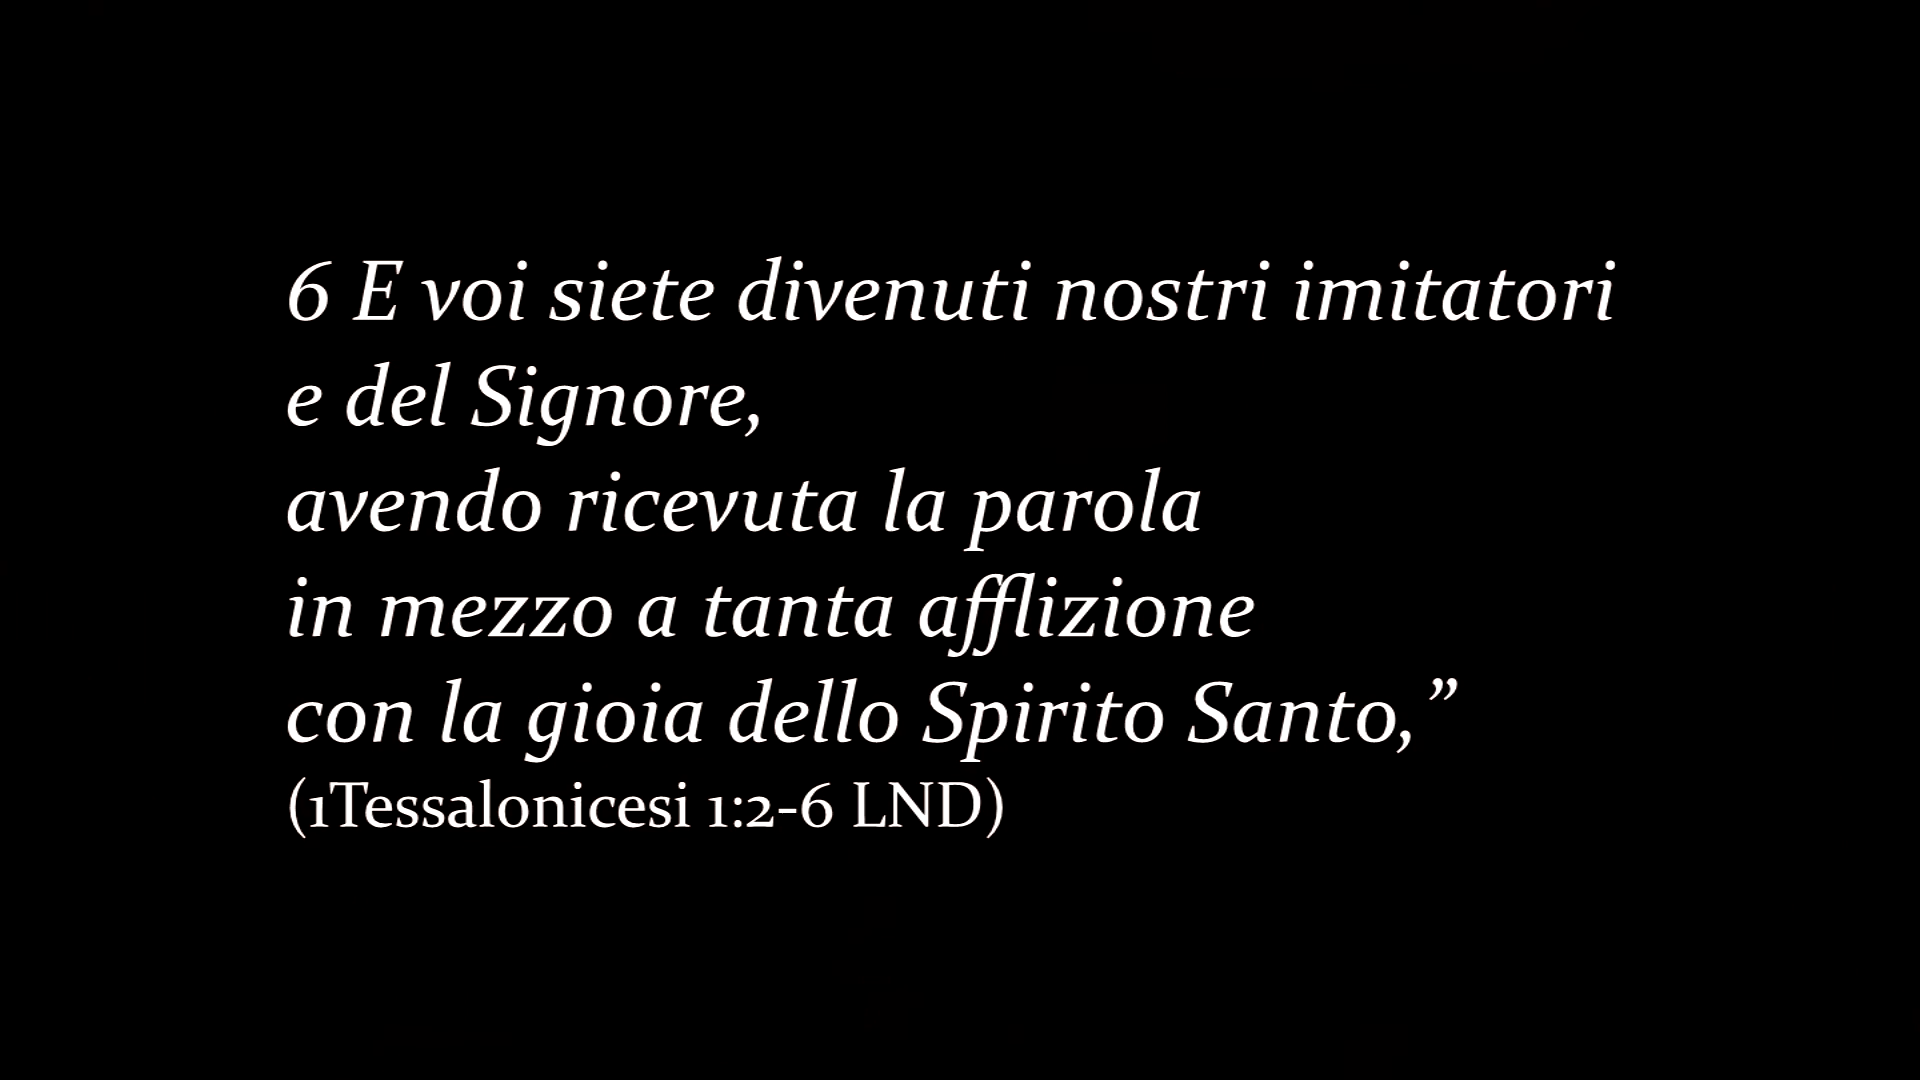 6 E voi siete divenuti nostri imitatori
e del Signore,
avendo ricevuta la parola
in mezzo a tanta afflizione
con la gioia dello Spirito Santo,”
(1Tessalonicesi 1:2-6 LND)